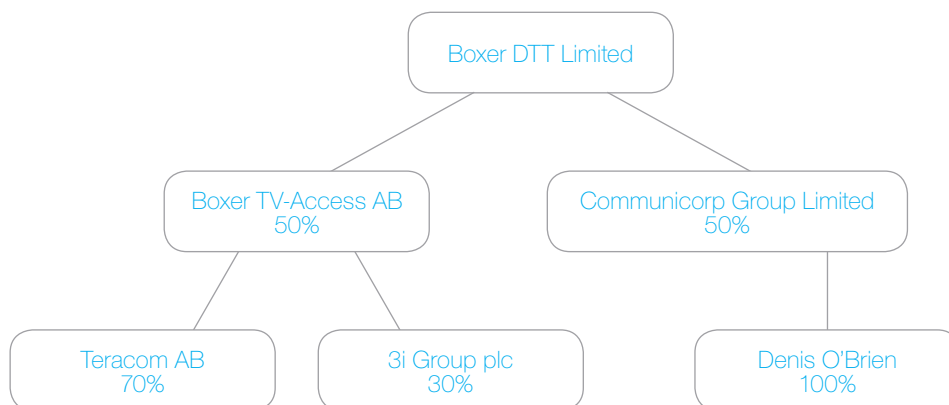 Boxer DTT Limited
Boxer TV-Access AB
50%
Communicorp Group Limited
50%
Teracom AB
70%
3i Group plc
30%
Denis O'Brien
100%